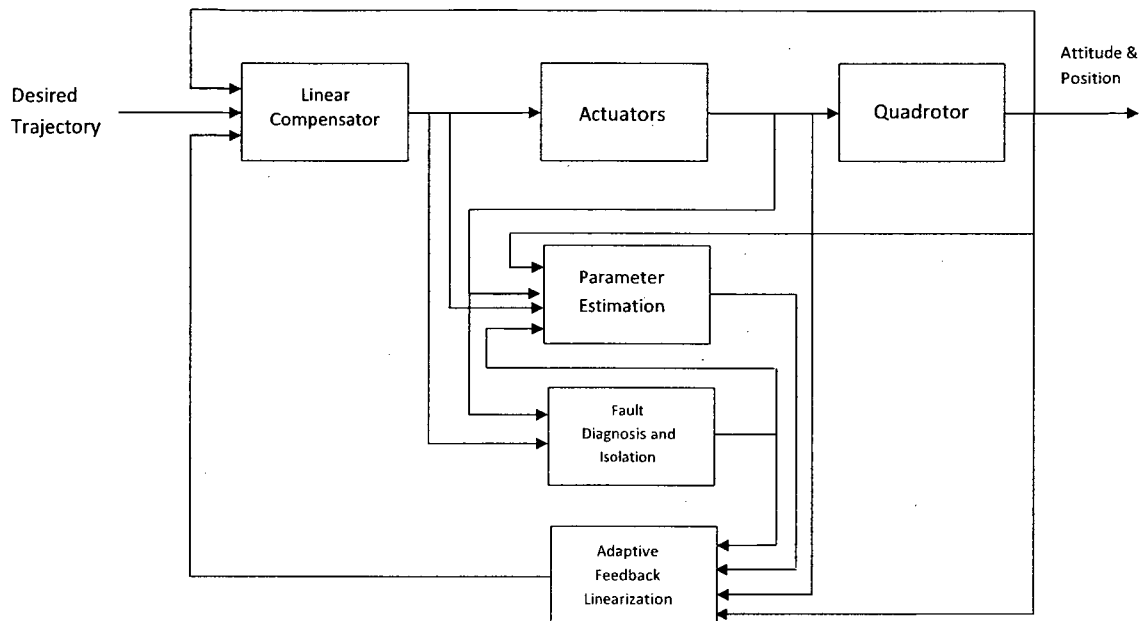 Attitude &
Position
Desired
Trajectory
Linear
Compensator
Actuators
Quadrotor
Parameter
Estimation
Fault
Diagnosis and
Isolation
Adaptive
Feedback
Linearization